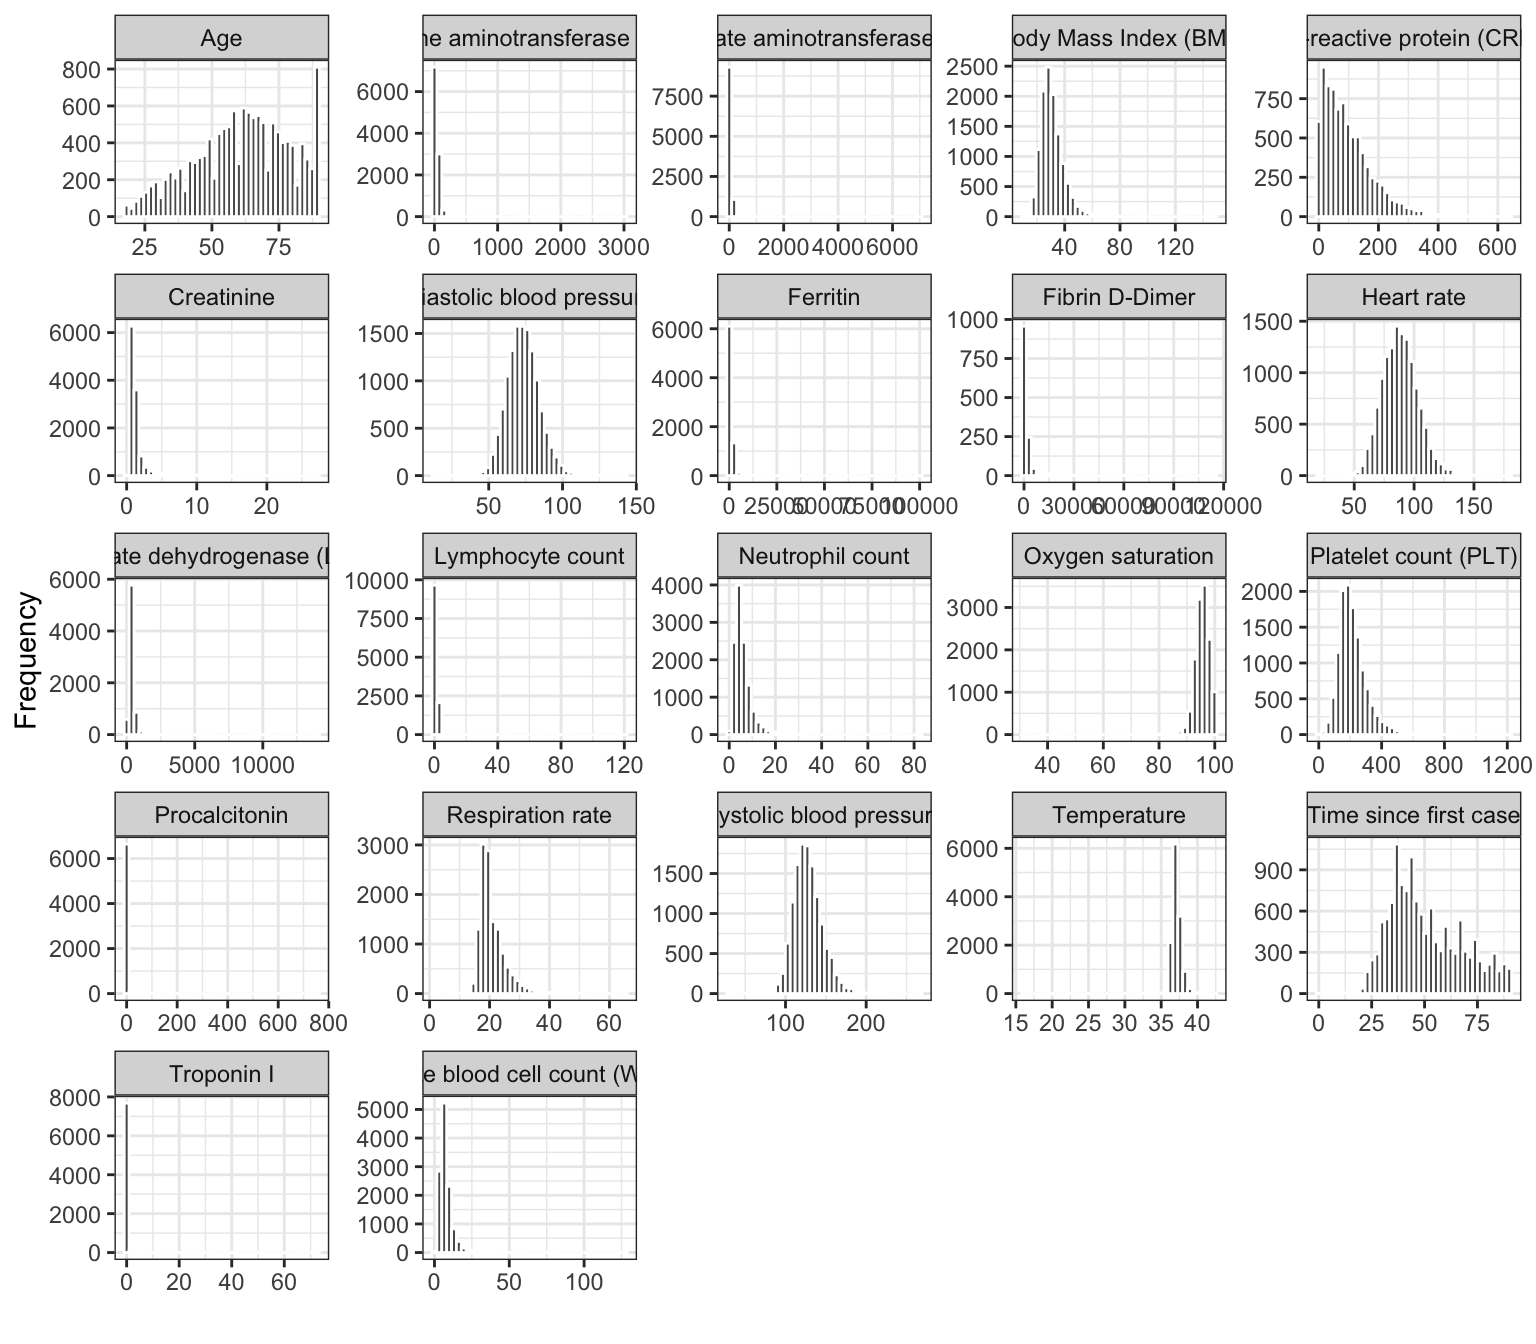 Frequency
Age
ne aminotransferase
ate aminotransferase
ody Mass Index (BM
-reactive protein (CR
800
600
400
200
0
6000
4000
2000
0
7500
5000
2500
0
2500
2000
1500
1000
500
0
750
500
250
0
25 50 75
0 1000 2000 3000
0 2000 4000 6000
40 80 120
0 200 400 600
Creatinine
iastolic blood pressur
Ferritin
Fibrin D-Dimer
Heart rate
6000
4000
2000
0
1500
1000
500
0
6000
4000
2000
0
1000
750
500
250
0
1500
1000
500
0
0 10 20
50 100 150
0 25000 50000 75000 100000
0 30000 60000 90000 120000
50 100 150
ate dehydrogenase (L
Lymphocyte count
Neutrophil count
Oxygen saturation
Platelet count (PLT)
6000
4000
2000
0
10000
7500
5000
2500
0
4000
3000
2000
1000
0
3000
2000
1000
0
2000
1500
1000
500
0
0 5000 10000
0 40 80 120
0 20 40 60 80
40 60 80 100
0 400 800 1200
Procalcitonin
Respiration rate
ystolic blood pressur
Temperature
Time since first case
6000
4000
2000
0
3000
2000
1000
0
1500
1000
500
0
6000
4000
2000
0
900
600
300
0
0 200 400 600 800
0 20 40 60
100 200
15 20 25 30 35 40
0 25 50 75
Troponin I
e blood cell count (W
8000
6000
4000
2000
0
5000
4000
3000
2000
1000
0
0 20 40 60
0 50 100